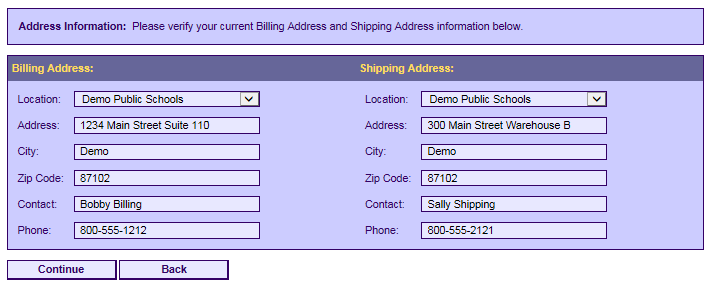 Address Information: Please verify your current Billing Address and Shipping Address information below.
Billing Address: Shipping Address:
Location: Demo Public Schools Location: Demo Public Schools
Address: 1234 Main Street Suite 110 Address: 300 Main Street Warehouse B
City: Demo City: Demo
Zip Code: 87102 Zip Code: 87102
Contact: Bobby Billing Contact: Sally Shipping
Phone: 800-555-1212 Phone: 800-555-2121
Continue Back